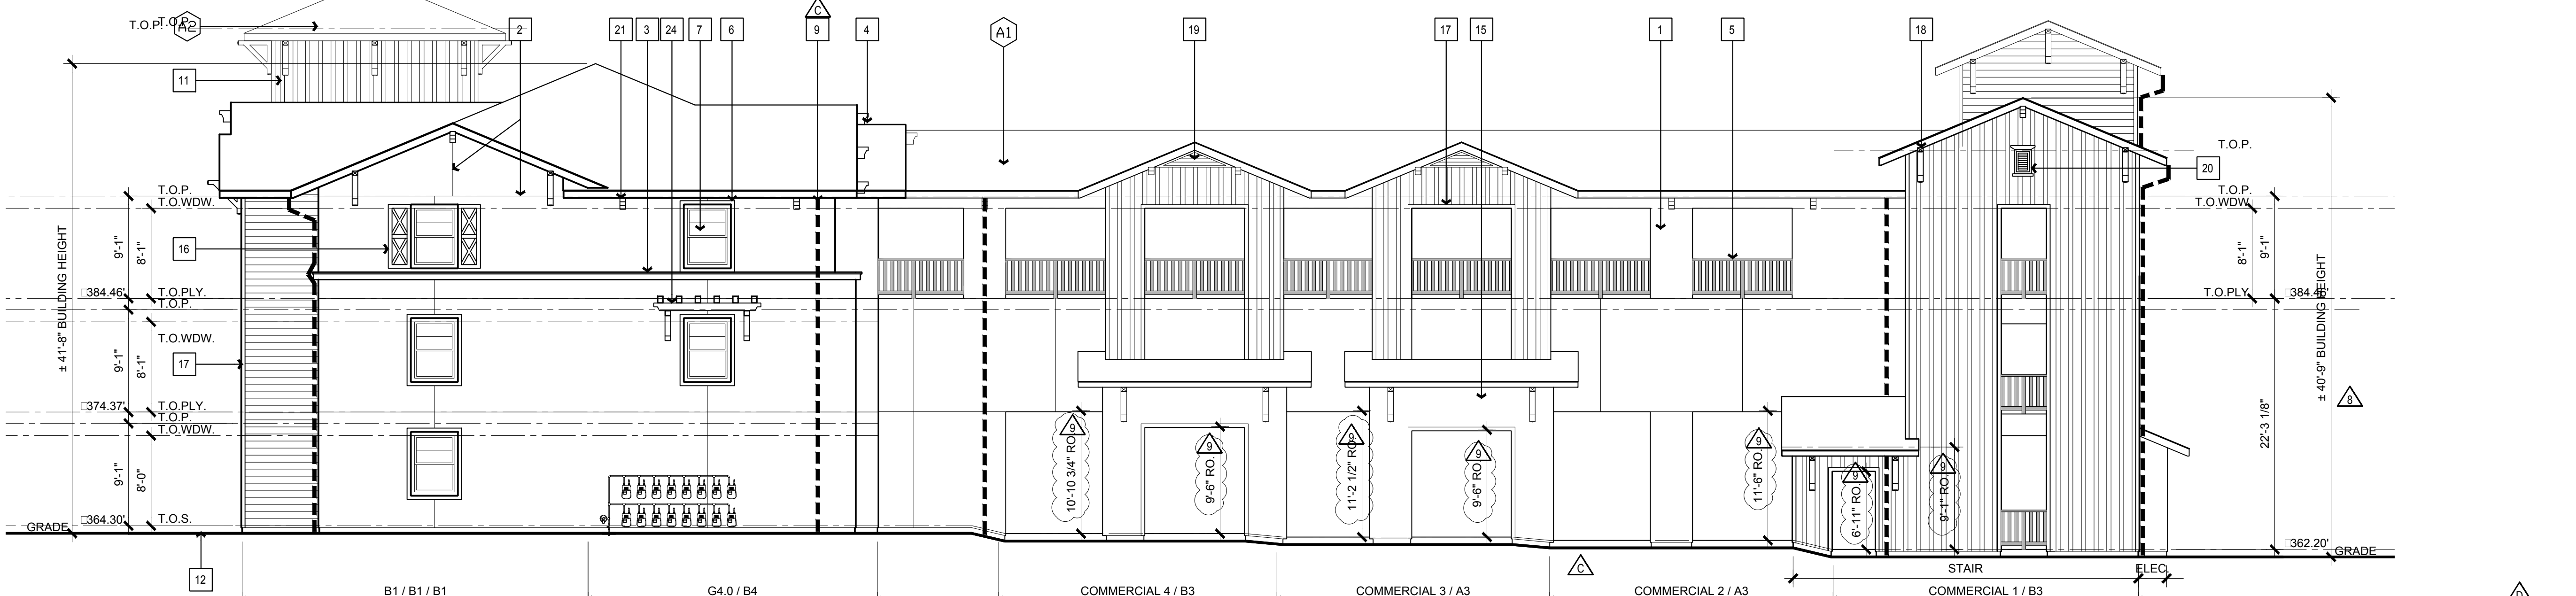 T.O.P.
T.O.P.
A2
2
21
3
24
7
6
C
9
4
A1
19
17
15
1
5
18
11
T.O.P.
20
T.O.P.
T.O.WDW.
T.O.P.
T.O.WDW.
16
± 41'-8" BUILDING HEIGHT
9'-1"
8'-1"
8'-1"
9'-1"
± 40'-9" BUILDING HEIGHT
384.46'
T.O.PLY.
T.O.P.
T.O.PLY.
384.46'
T.O.WDW.
9'-1"
8'-1"
17
8
374.37'
T.O.PLY.
T.O.P.
T.O.WDW.
22'-3 1/8"
9'-1"
8'-0"
9
10'-10 3/4" RO.
9
9'-6" RO.
9
11'-2 1/2" RO.
9
9'-6" RO.
9
11'-6" RO.
9
6'-11" RO.
9
9'-1" RO.
364.30'
T.O.S.
GRADE
362.20'
GRADE
12
C
STAIR
ELEC.
B1 / B1 / B1
G4.0 / B4
COMMERCIAL 4 / B3
COMMERCIAL 3 / A3
COMMERCIAL 2 / A3
COMMERCIAL 1 / B3
D